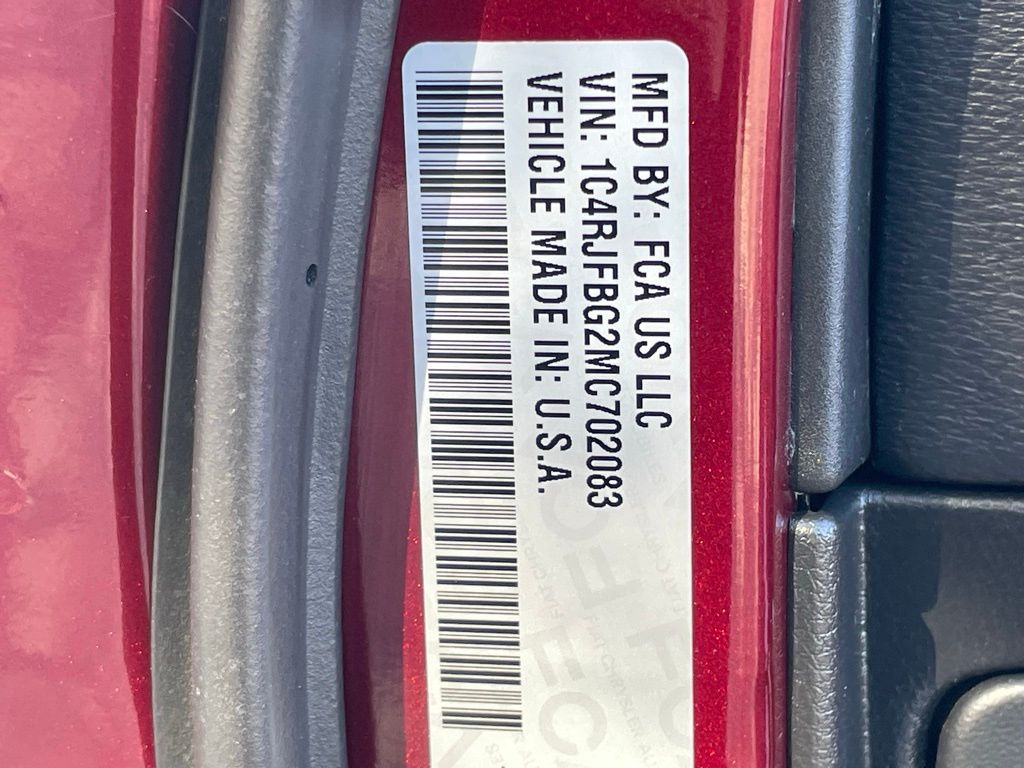 MFD BY: FCA US LLC
VIN: 1C4RJFBG2MC702083
VEHICLE MADE IN: U.S.A.